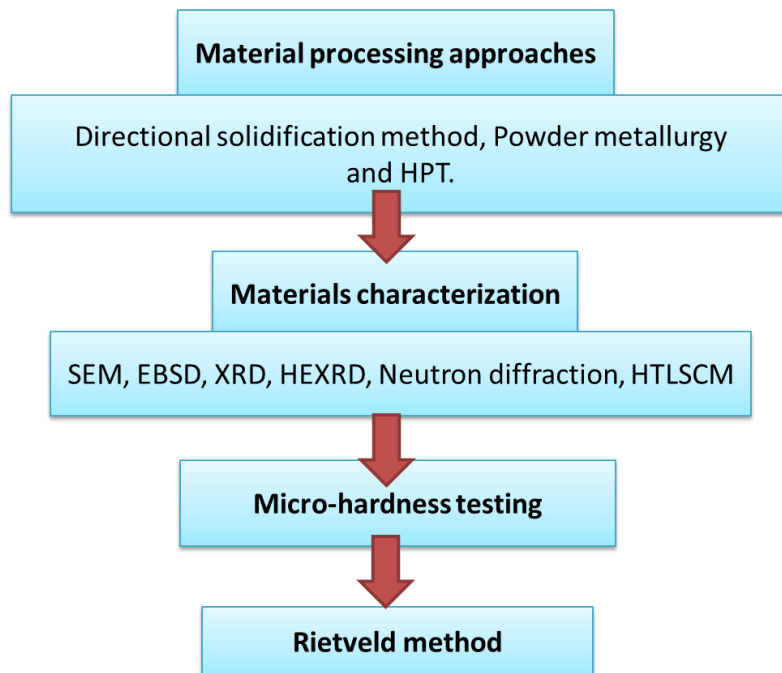 Material processing approaches
Directional solidification method, Powder metallurgy
and HPT.
Materials characterization
SEM, EBSD, XRD, HEXRD, Neutron diffraction, HTLSCM
Micro-hardness testing
Rietveld method